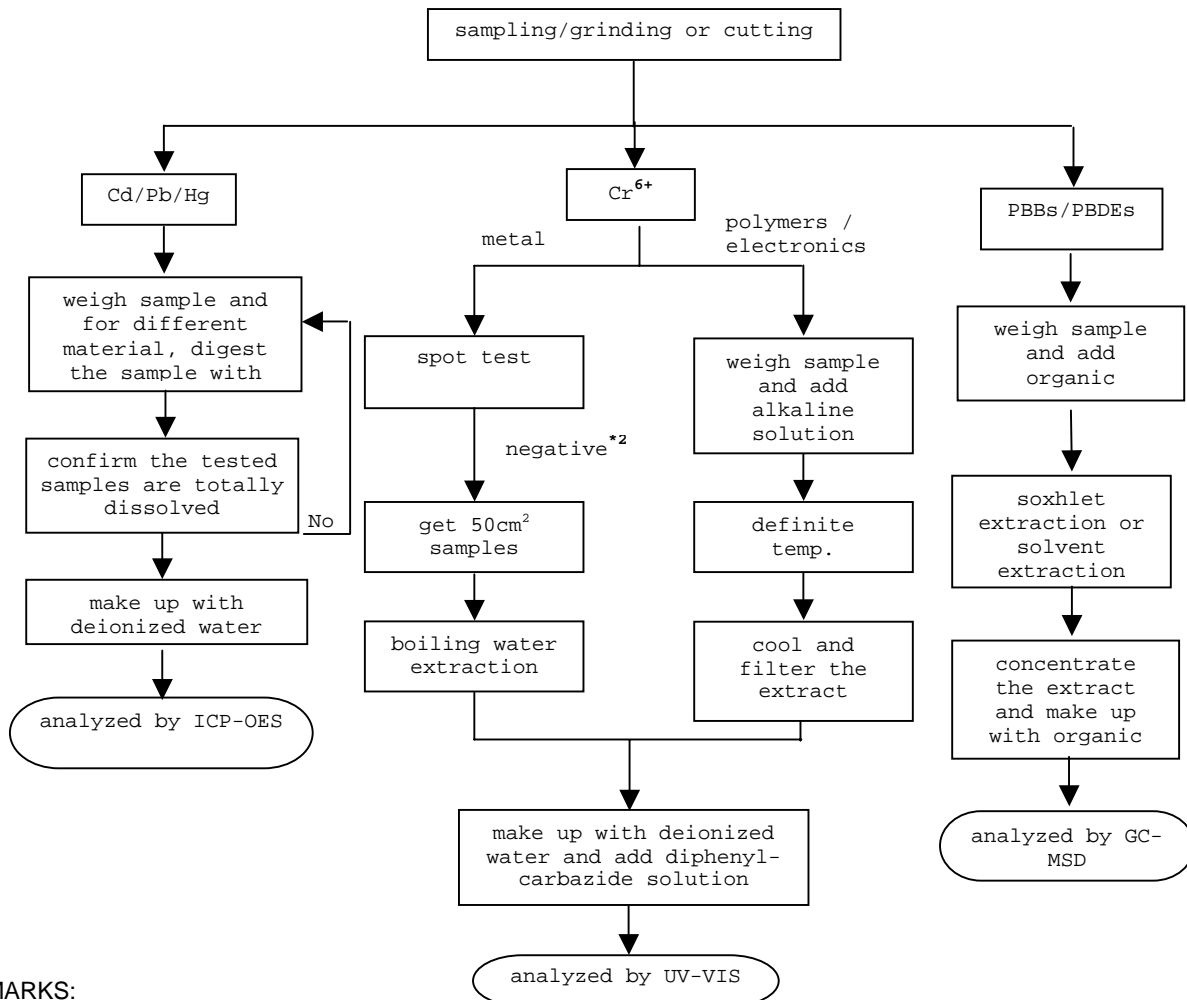 sampling/grinding or cutting
Cd/Pb/Hg
weigh sample and
for different
material, digest
the sample with
confirm the tested
samples are totally
dissolved
No
make up with
deionized water
analyzed by ICP-OES
Cr6+
metal
polymers /
electronics
spot test
negative*2
get 50cm2
samples
boiling water
extraction
weigh sample
and add
alkaline
solution
definite
temp.
cool and
filter the
extract
make up with deionized
water and add diphenyl-
carbazide solution
analyzed by UV-VIS
PBBs/PBDEs
weigh sample
and add
organic
soxhlet
extraction or
solvent
extraction
concentrate
the extract
and make up
with organic
analyzed by GC-
MSD
MARKS: